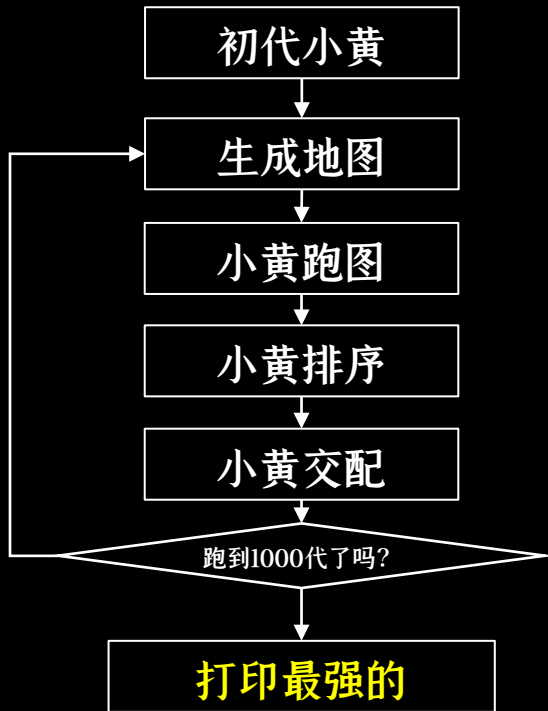 初代小黄
生成地图
小黄跑图
小黄排序
小黄交配
跑到1000代了吗?
打印最强的